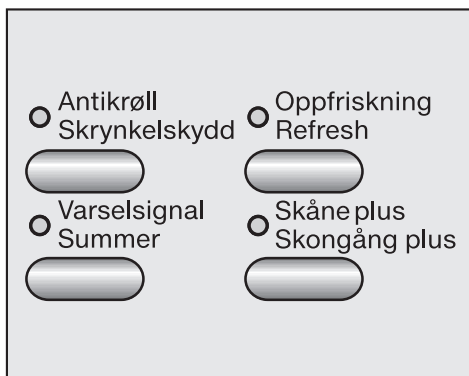 Antikrøll
Skrynkelskydd
Oppfriskning
Refresh
Varselsignal
Summer
Skåne plus
Skongång plus